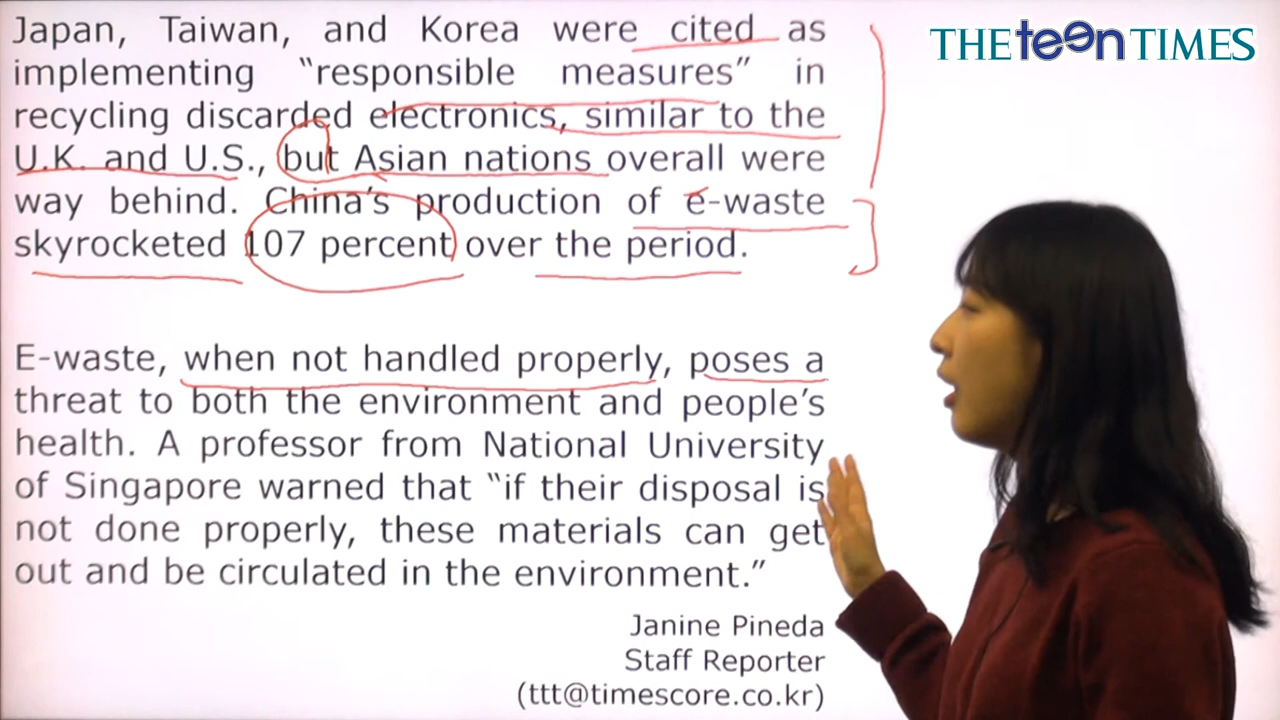 THE teen TIMES
Japan, Taiwan, and Korea were cited as
implementing “responsible measures” in
recycling discarded electronics, similar to the
U.K. and U.S., but Asian nations overall were
way behind. China’s production of e-waste
skyrocketed 107 percent over the period.
E-waste, when not handled properly, poses a
threat to both the environment and people’s
health. A professor from National University
of Singapore warned that “if their disposal is
not done properly, these materials can get
out and be circulated in the environment.”
Janine Pineda
Staff Reporter
(ttt@timescore.co.kr)